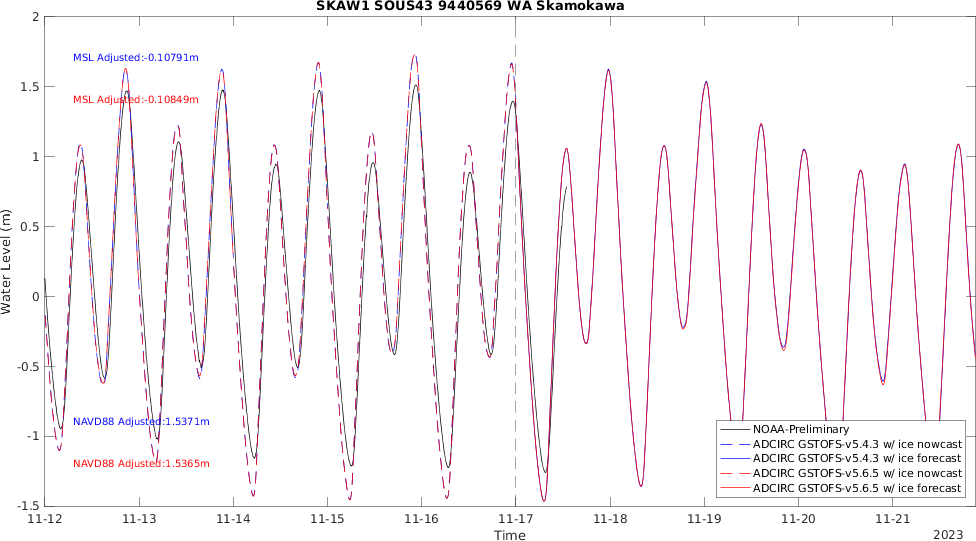 SKAW1 SOUS43 9440569 WA Skamokawa
2
1.5
1
0.5
0
-0.5
-1
-1.5
Water Level (m)
MSL Adjusted:-0.10791m
MSL Adjusted:-0.10849m
NAVD88 Adjusted:1.5371m
NAVD88 Adjusted:1.5365m
NOAA-Preliminary
ADCIRC GSTOFS-v5.4.3 w/ ice nowcast
ADCIRC GSTOFS-v5.4.3 w/ ice forecast
ADCIRC GSTOFS-v5.6.5 w/ ice nowcast
ADCIRC GSTOFS-v5.6.5 w/ ice forecast
11-12 11-13 11-14 11-15 11-16 11-17 11-18 11-19 11-20 11-21
Time
2023